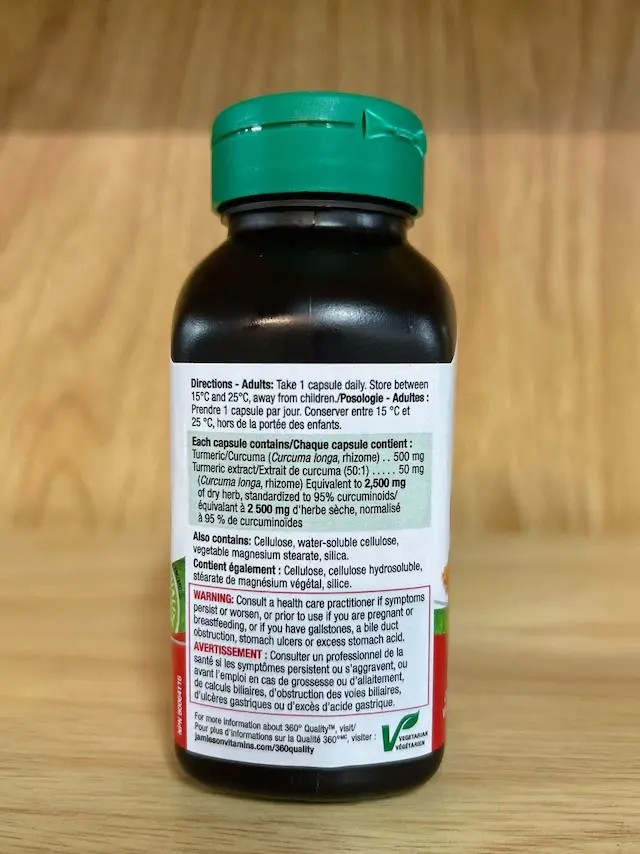 Directions - Adults: Take 1 capsule daily. Store between
15°C and 25°C, away from children./Posologie - Adultes :
Prendre 1 capsule par jour. Conserver entre 15 °C et
25 °C, hors de la portée des enfants.
Each capsule contains/Chaque capsule contient :
Turmeric/Curcuma (Curcuma longa, rhizome) . . 500 mg
Turmeric extract/Extrait de curcuma (50:1) . . . . . 50 mg
(Curcuma longa, rhizome) Equivalent to 2,500 mg
of dry herb, standardized to 95% curcuminoids/
équivalant à 2 500 mg d'herbe sèche, normalisé
à 95 % de curcuminoïdes
Also contains: Cellulose, water-soluble cellulose,
vegetable magnesium stearate, silica.
Contient également : Cellulose, cellulose hydrosoluble,
stéarate de magnésium végétal, silice.
WARNING: Consult a health care practitioner if symptoms
persist or worsen, or prior to use if you are pregnant or
breastfeeding, or if you have gallstones, a bile duct
obstruction, stomach ulcers or excess stomach acid.
AVERTISSEMENT : Consulter un professionnel de la
santé si les symptômes persistent ou s'aggravent, ou
avant l'emploi en cas de grossesse ou d'allaitement,
de calculs biliaires, d'obstruction des voies biliaires,
d'ulcères gastriques ou d'excès d'acide gastrique.
For more information about 360° Quality™, visit/
Pour plus d'informations sur la Qualité 360°ᴹᶜ, visiter :
jamiesonvitamins.com/360quality
VEGETARIAN
VÉGÉTARIEN